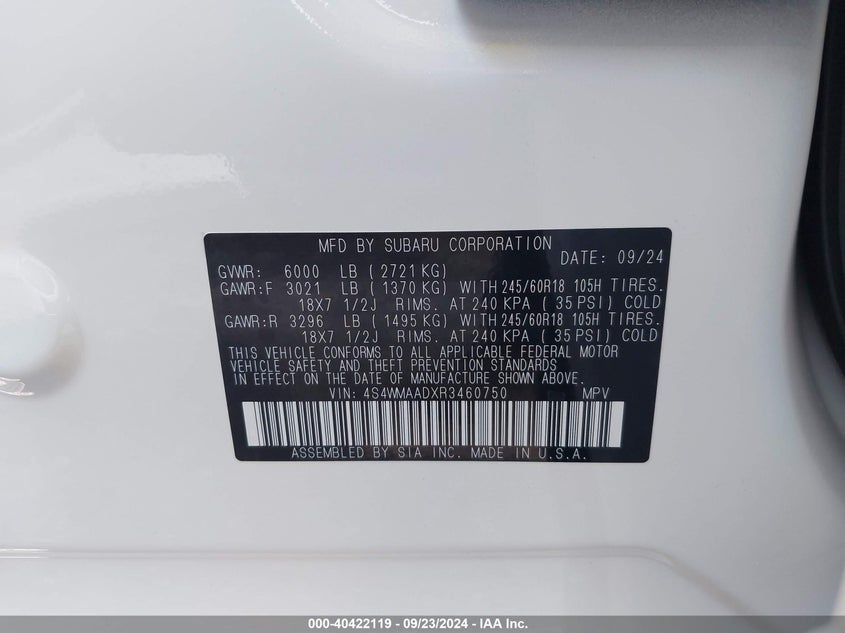 MFD BY SUBARU CORPORATION
DATE: 09/24
GVWR: 6000 LB ( 2721 KG)
GAWR:F 3021 LB ( 1370 KG) WITH 245/60R18 105H TIRES.
18X7 1/2J RIMS. AT 240 KPA ( 35 PSI) COLD
GAWR:R 3296 LB ( 1495 KG) WITH 245/60R18 105H TIRES.
18X7 1/2J RIMS. AT 240 KPA ( 35 PSI) COLD
THIS VEHICLE CONFORMS TO ALL APPLICABLE FEDERAL MOTOR
VEHICLE SAFETY AND THEFT PREVENTION STANDARDS
IN EFFECT ON THE DATE OF MANUFACTURE SHOWN ABOVE.
VIN: 4S4WMAADXR3460750 MPV
ASSEMBLED BY SIA INC. MADE IN U.S.A.
000-40422119 - 09/23/2024 - IAA Inc.